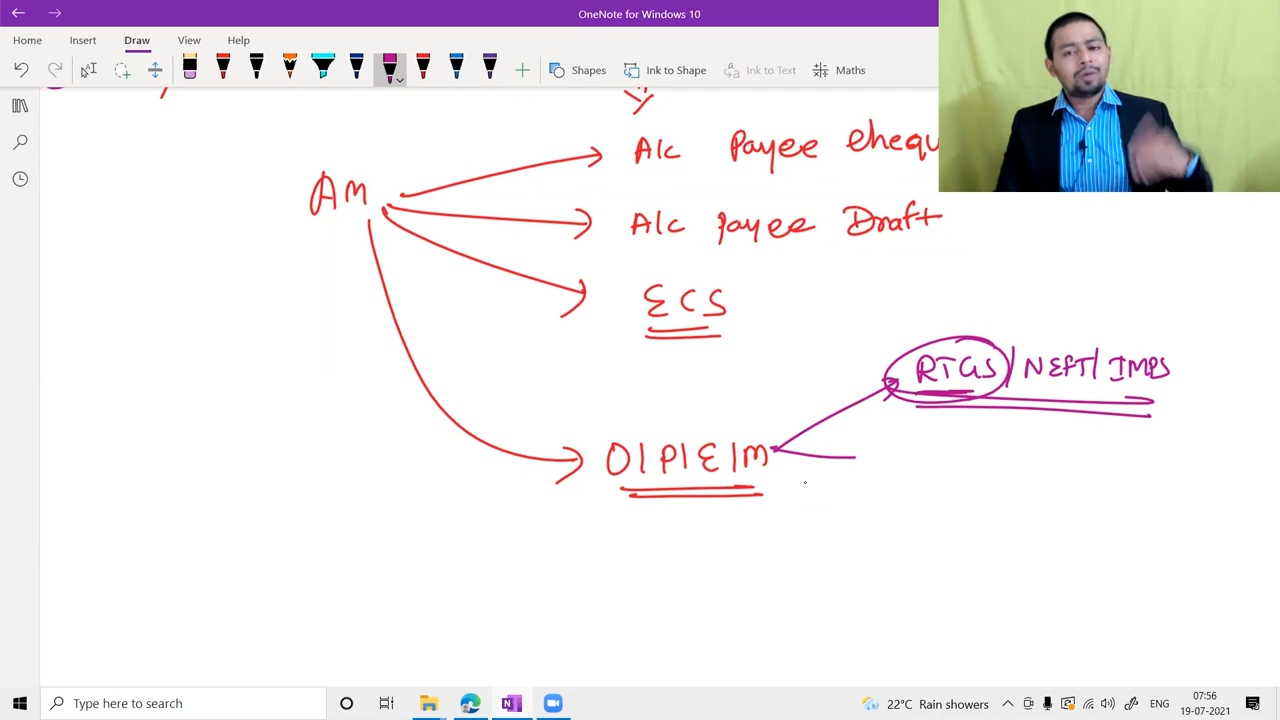 OneNote for Windows 10
Home Insert Draw View Help
Shapes Ink to Shape Ink to Text Maths
A/c Payee chequ
AM
A/c Payee Draft
ECS
RTGS/NEFT/IMPS
O|P|E|M
Type here to search
22°C Rain showers
ENG
07:56
19-07-2021